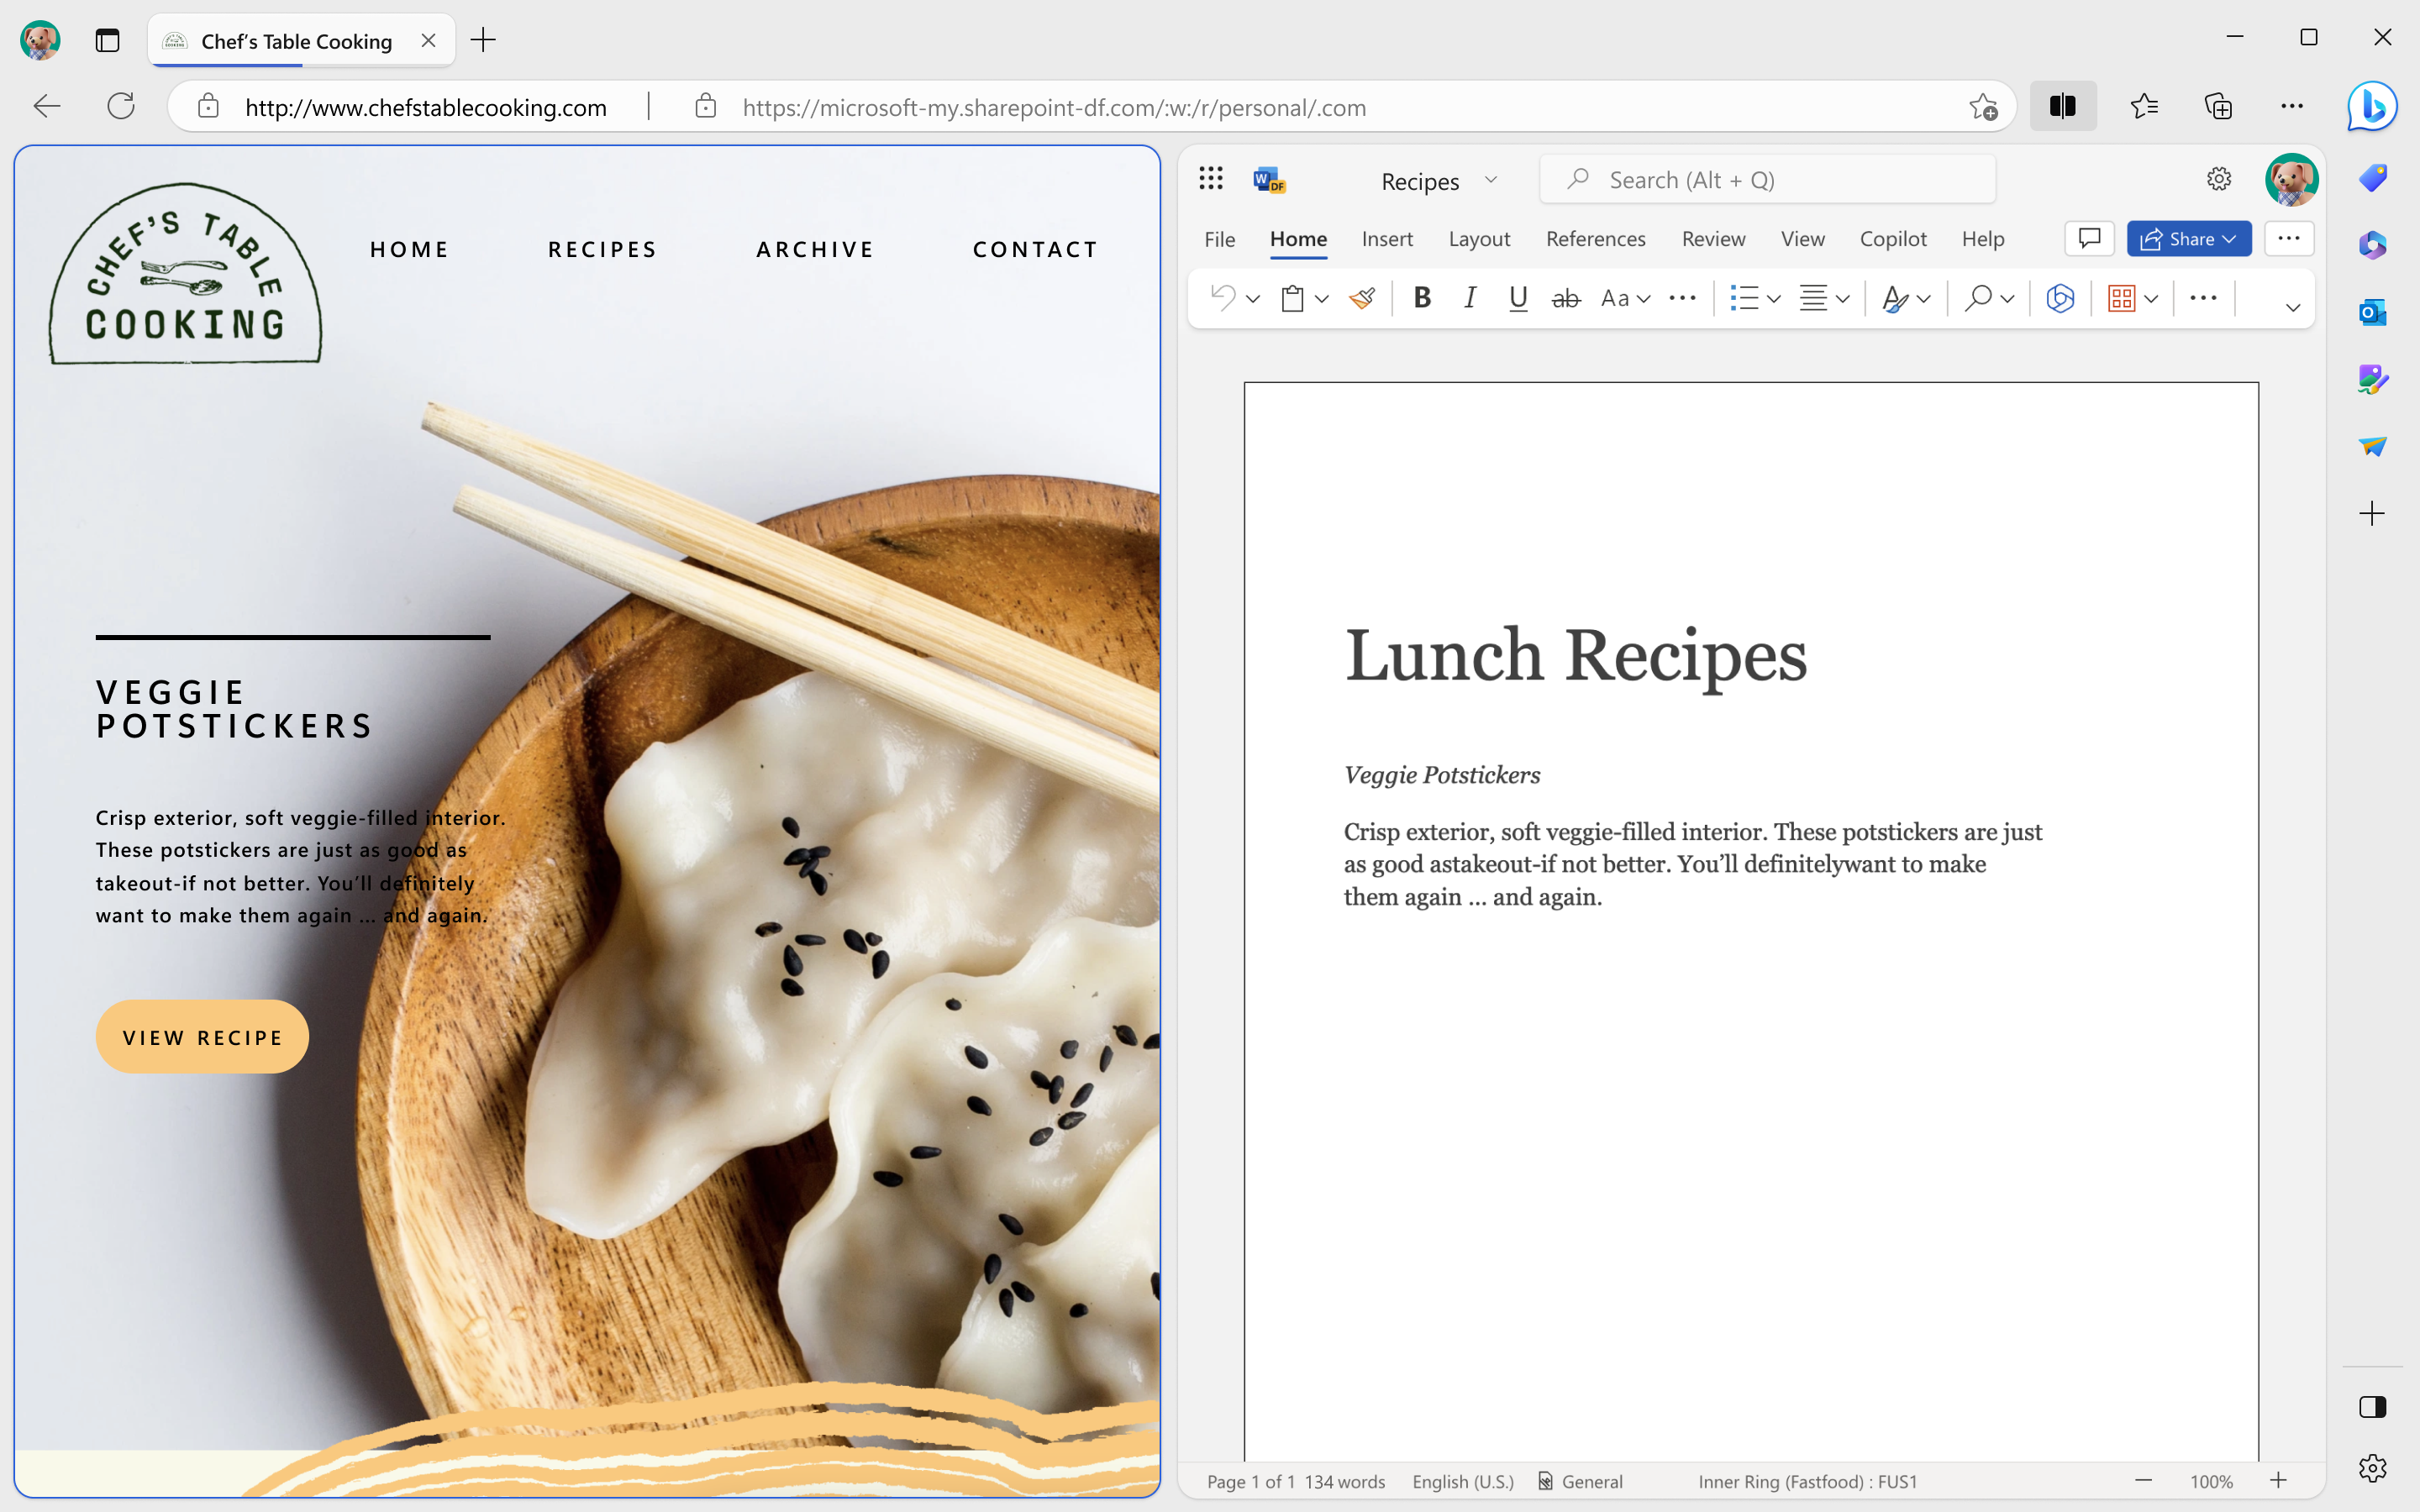 Chef's Table Cooking
http://www.chefstablecooking.com
https://microsoft-my.sharepoint-df.com/:w:/r/personal/.com
CHEF'S TABLE
COOKING
HOME RECIPES ARCHIVE CONTACT
VEGGIE
POTSTICKERS
Crisp exterior, soft veggie-filled interior.
These potstickers are just as good as
takeout-if not better. You'll definitely
want to make them again ... and again.
VIEW RECIPE
W DF Recipes Search (Alt + Q)
File Home Insert Layout References Review View Copilot Help Share
B I U ab Aa A
Lunch Recipes
Veggie Potstickers
Crisp exterior, soft veggie-filled interior. These potstickers are just
as good astakeout-if not better. You'll definitelywant to make
them again ... and again.
Page 1 of 1 134 words English (U.S.) General Inner Ring (Fastfood) : FUS1 100%